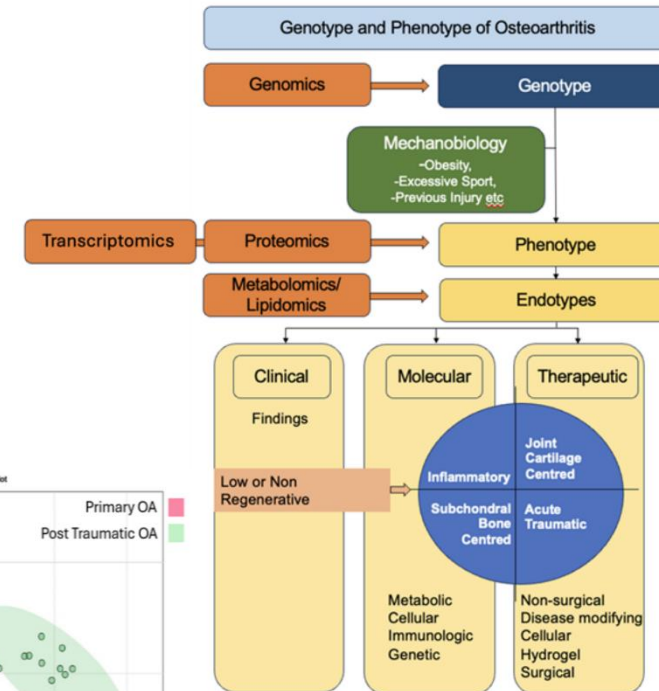 Genotype and Phenotype of Osteoarthritis
Genomics
Genotype
Mechanobiology
-Obesity,
-Excessive Sport,
-Previous Injury etc
Transcriptomics
Proteomics
Phenotype
Metabolomics/
Lipidomics
Endotypes
Clinical
Molecular
Therapeutic
Findings
Joint
Cartilage
Centred
Inflammatory
Low or Non
Regenerative
Subchondral
Bone
Centred
Acute
Traumatic
Primary OA
Post Traumatic OA
Metabolic
Cellular
Immunologic
Genetic
Non-surgical
Disease modifying
Cellular
Hydrogel
Surgical